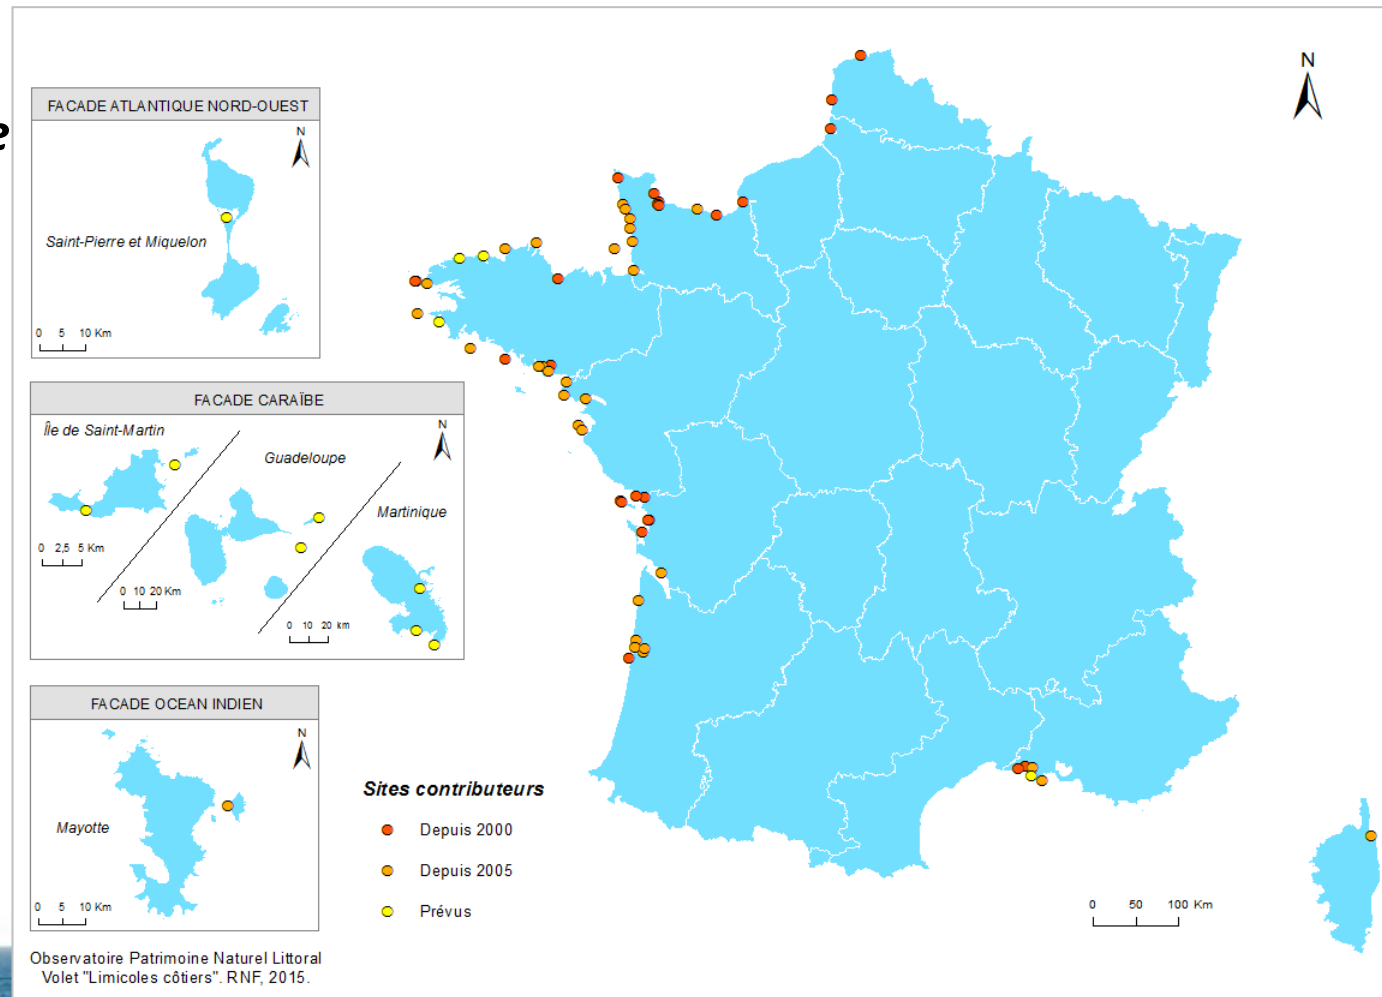 e
FACADE ATLANTIQUE NORD-OUEST
N
Saint-Pierre et Miquelon
0 5 10 Km
FACADE CARAÏBE
Île de Saint-Martin
N
Guadeloupe
Martinique
0 2,5 5 Km
0 10 20 Km
0 10 20 km
FACADE OCEAN INDIEN
N
Mayotte
0 5 10 Km
Observatoire Patrimoine Naturel Littoral
Volet "Limicoles côtiers". RNF, 2015.
N
Sites contributeurs
Depuis 2000
Depuis 2005
Prévus
0 50 100 Km